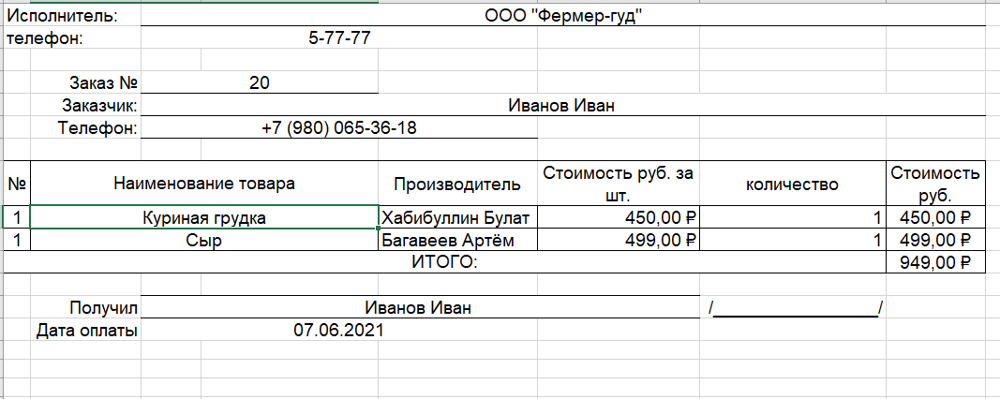 Исполнитель: ООО "Фермер-гуд"
телефон: 5-77-77
Заказ № 20
Заказчик: Иванов Иван
Телефон: +7 (980) 065-36-18
№ Наименование товара Производитель Стоимость руб. за шт. количество Стоимость руб.
1 Куриная грудка Хабибуллин Булат 450,00 ₽ 1 450,00 ₽
1 Сыр Багавеев Артём 499,00 ₽ 1 499,00 ₽
ИТОГО: 949,00 ₽
Получил Иванов Иван /_______________/
Дата оплаты 07.06.2021